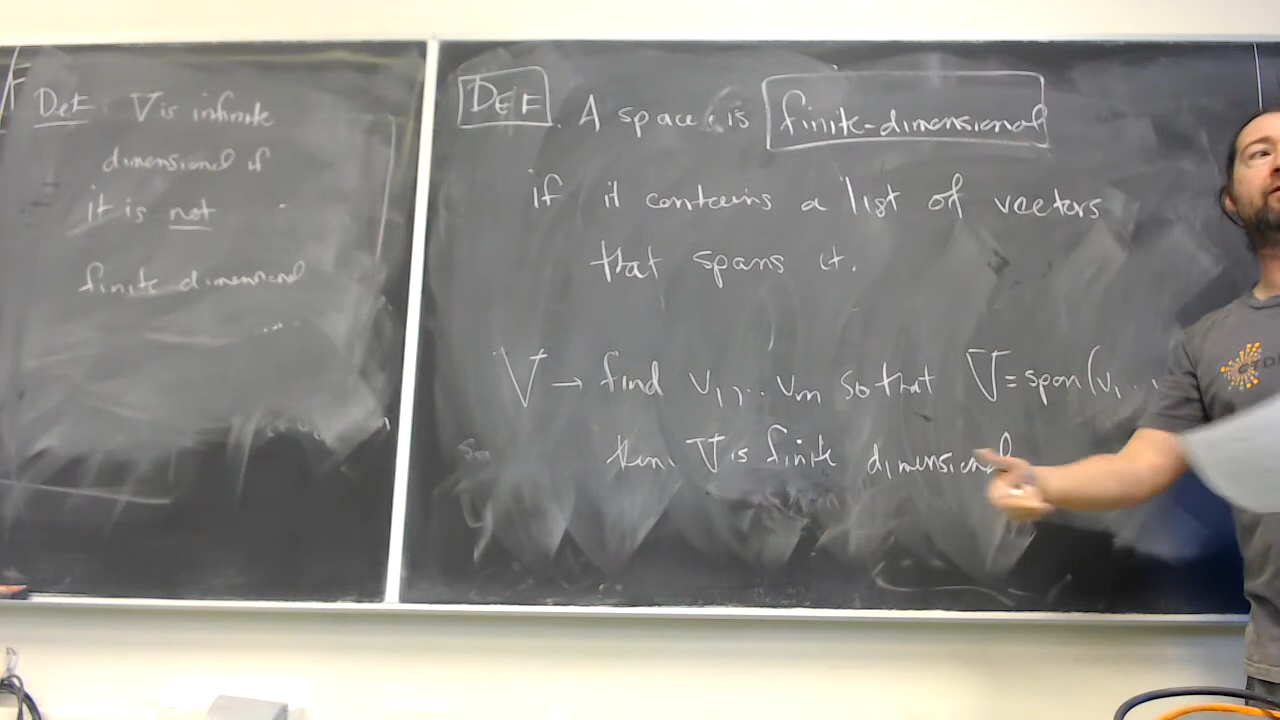 Def. V is infinite
dimensional if
it is not
finite dimensional
DEF. A space is finite-dimensional
if it contains a list of vectors
that spans it.
V → find v1,...vm so that V=span(v1...
then V is finite dimensional